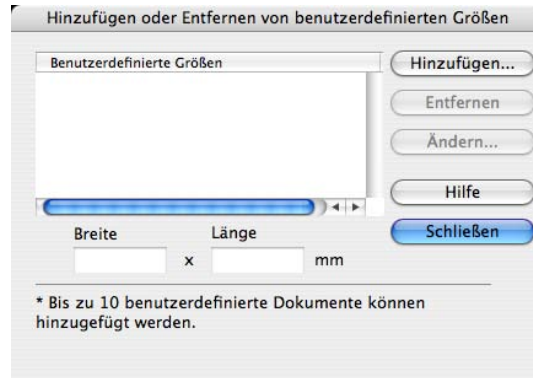 Hinzufügen oder Entfernen von benutzerdefinierten Größen
Benutzerdefinierte Größen
Hinzufügen...
Entfernen
Ändern...
Hilfe
Schließen
Breite
Länge
x
mm
* Bis zu 10 benutzerdefinierte Dokumente können
hinzugefügt werden.